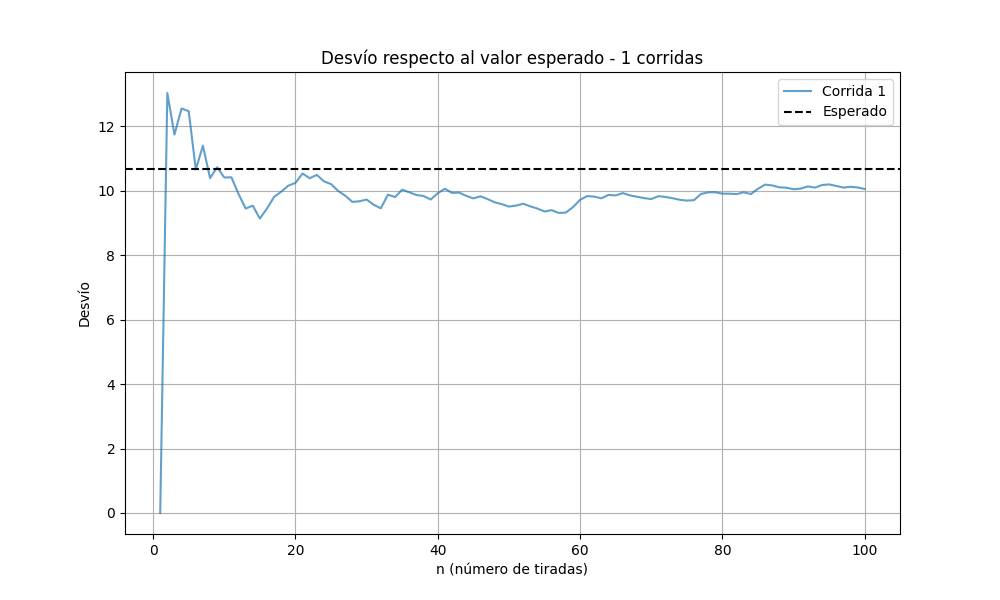 Desvío respecto al valor esperado - 1 corridas
Corrida 1
Esperado
Desvío
12
10
8
6
4
2
0
0 20 40 60 80 100
n (número de tiradas)